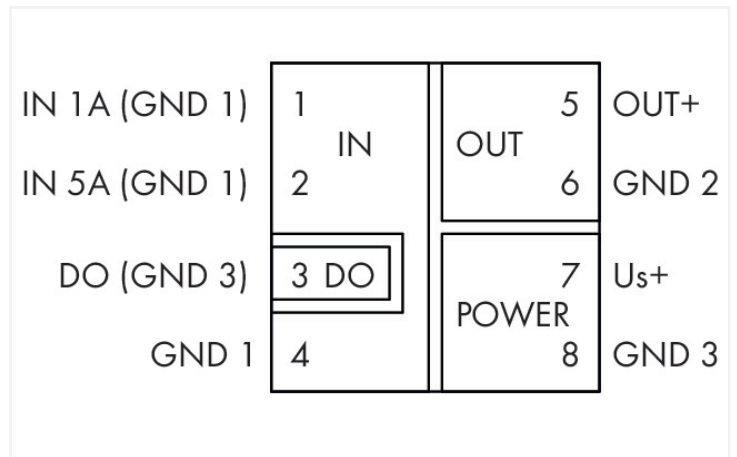 IN 1A (GND 1) 1 5 OUT+
IN OUT
IN 5A (GND 1) 2 6 GND 2
DO (GND 3) 3 DO 7 Us+
POWER
GND 1 4 8 GND 3